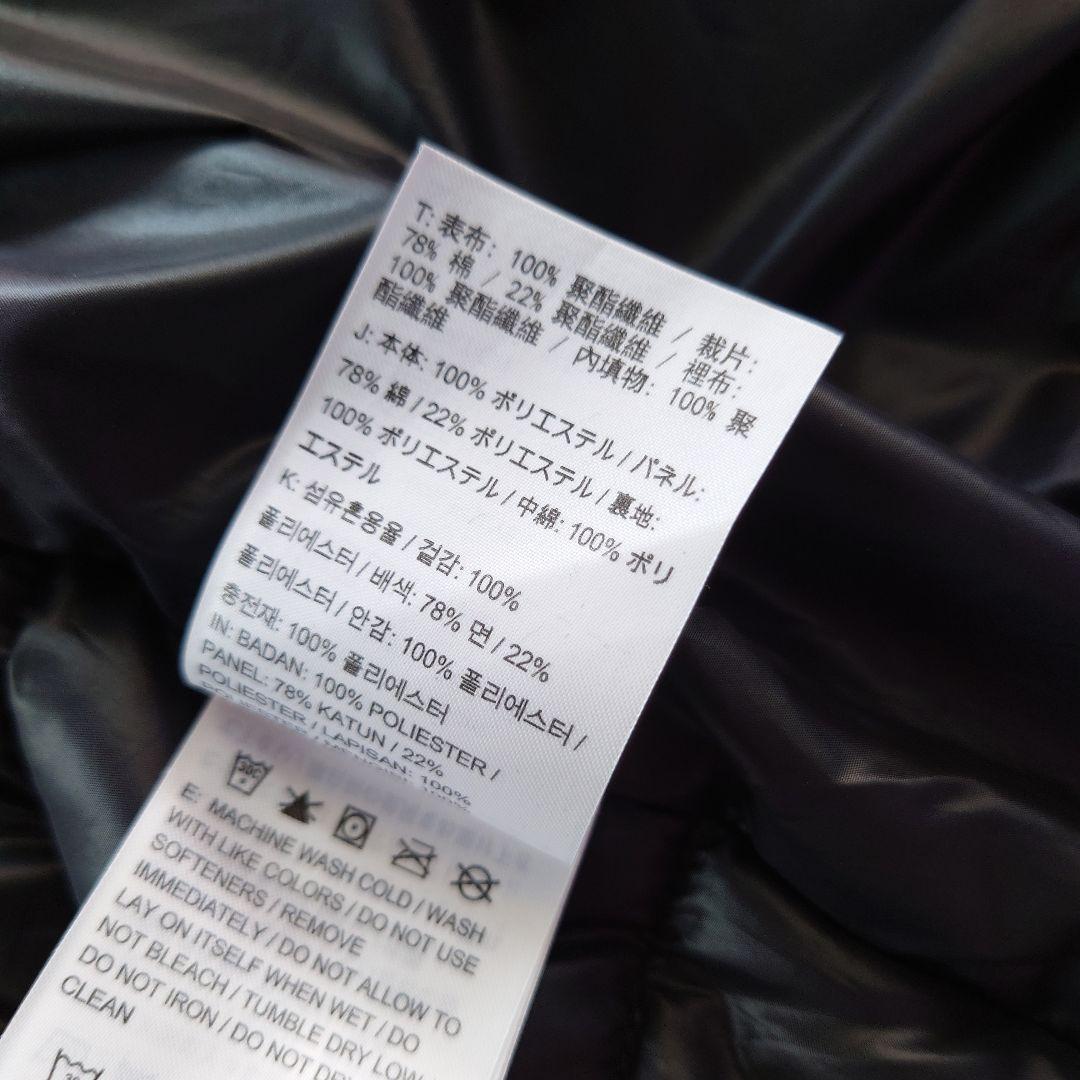 T: 表布: 100% 聚酯纖維 / 裁片:
78% 棉 / 22% 聚酯纖維 / 裡布:
100% 聚酯纖維 / 內填物: 100% 聚
酯纖維
J: 本体: 100% ポリエステル / パネル:
78% 綿 / 22% ポリエステル / 裏地:
100% ポリエステル / 中綿: 100% ポリ
エステル
K: 섬유혼용율 / 겉감: 100%
폴리에스터 / 배색: 78% 면 / 22%
폴리에스터 / 안감: 100% 폴리에스터 /
충전재: 100% 폴리에스터
IN: BADAN: 100% POLIESTER /
PANEL: 78% KATUN / 22%
POLIESTER / LAPISAN: 100%
30C
E: MACHINE WASH COLD / WASH
WITH LIKE COLORS / DO NOT USE
SOFTENERS / REMOVE
IMMEDIATELY / DO NOT ALLOW TO
LAY ON ITSELF WHEN WET / DO
NOT BLEACH / TUMBLE DRY LOW
DO NOT IRON / DO NOT DRY
CLEAN